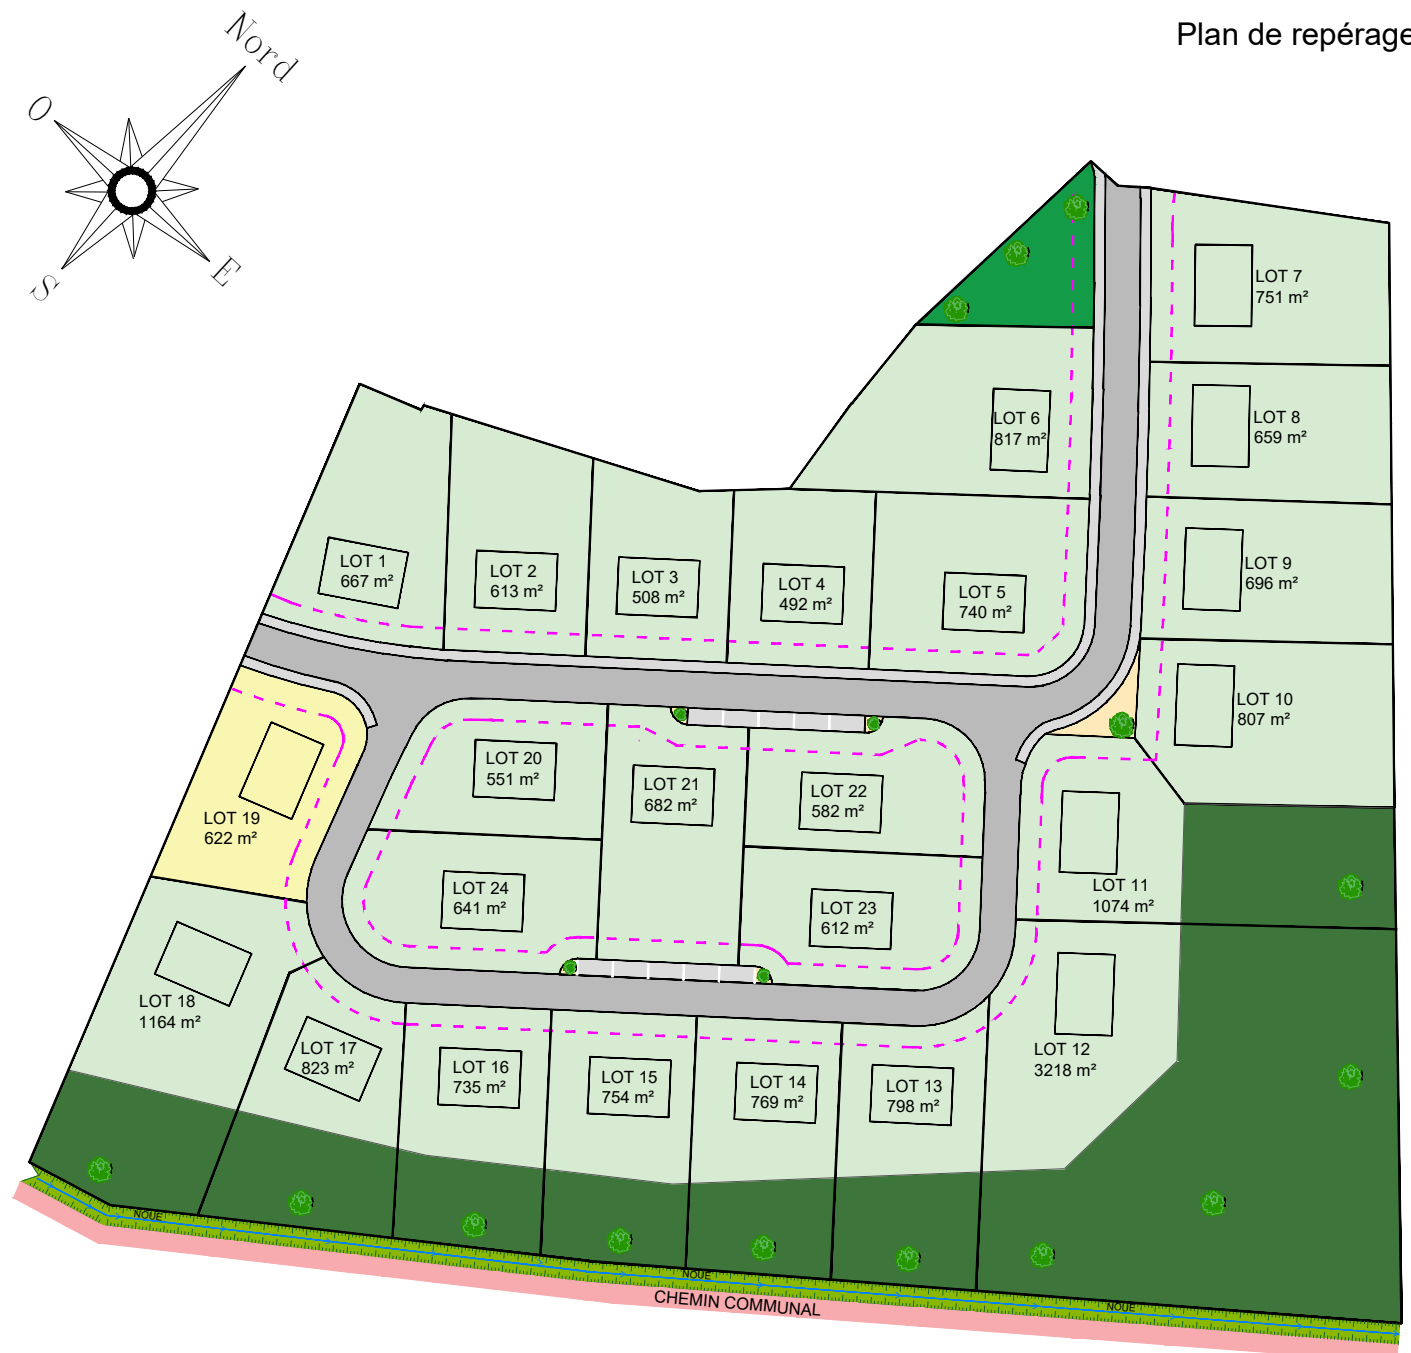 Plan de repérage
Nord
O
S
E
LOT 7
751 m²
LOT 6
817 m²
LOT 8
659 m²
LOT 1
667 m²
LOT 2
613 m²
LOT 3
508 m²
LOT 4
492 m²
LOT 5
740 m²
LOT 9
696 m²
LOT 10
807 m²
LOT 19
622 m²
LOT 20
551 m²
LOT 21
682 m²
LOT 22
582 m²
LOT 24
641 m²
LOT 23
612 m²
LOT 11
1074 m²
LOT 18
1164 m²
LOT 17
823 m²
LOT 16
735 m²
LOT 15
754 m²
LOT 14
769 m²
LOT 13
798 m²
LOT 12
3218 m²
NOUE
NOUE
NOUE
CHEMIN COMMUNAL